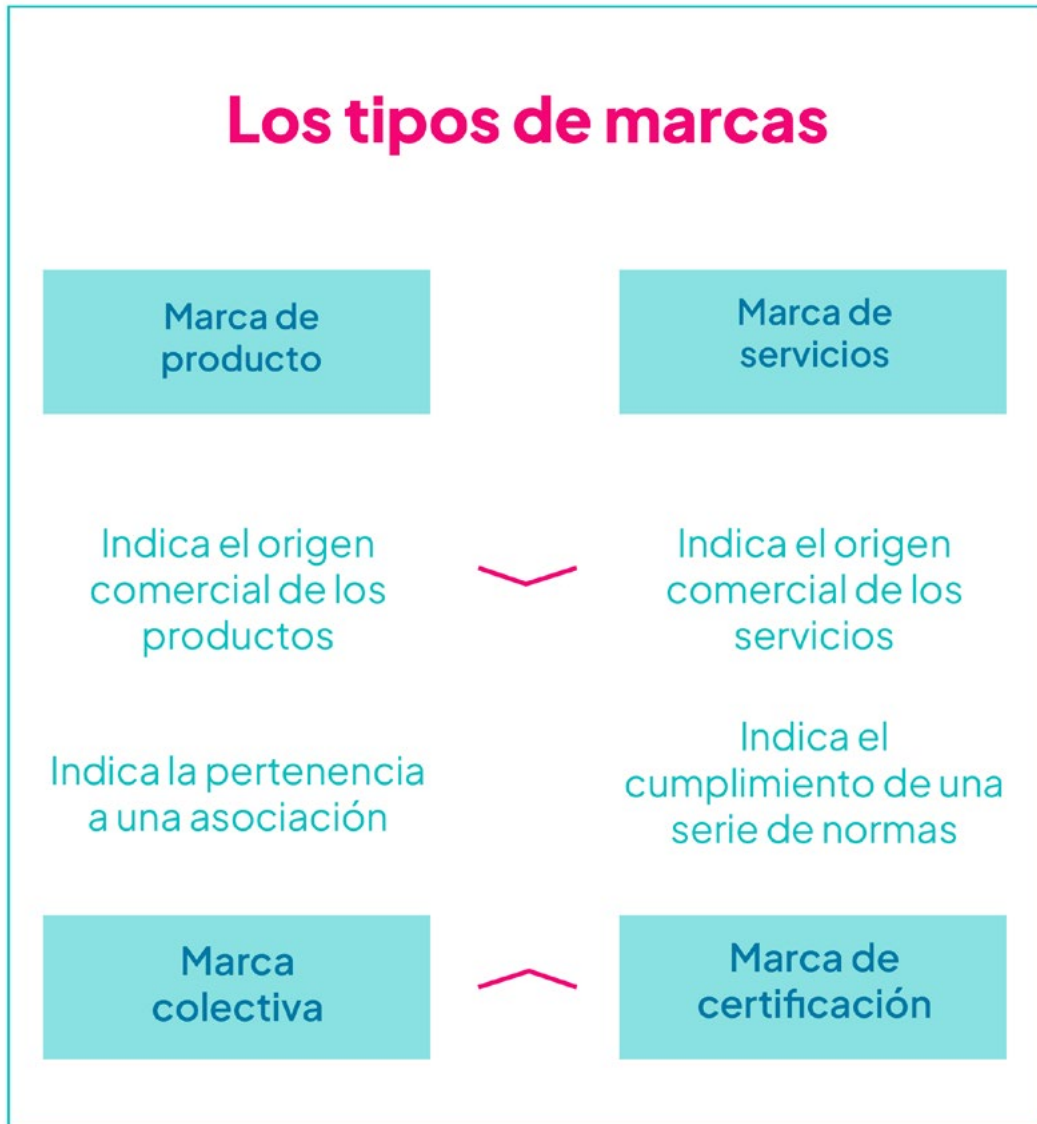 Los tipos de marcas
Marca de
producto
Marca de
servicios
Indica el origen
comercial de los
productos
Indica el origen
comercial de los
servicios
Indica la pertenencia
a una asociación
Indica el
cumplimiento de una
serie de normas
Marca
colectiva
Marca de
certificación